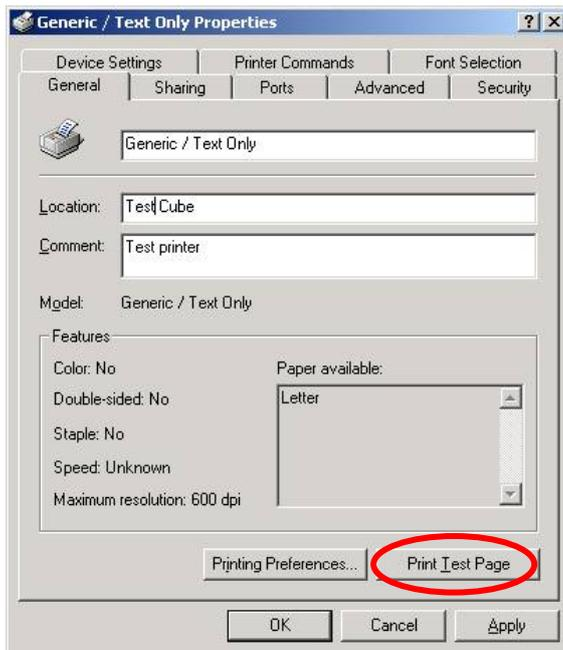 Generic / Text Only Properties
Device Settings Printer Commands Font Selection
General Sharing Ports Advanced Security
Generic / Text Only
Location: Test Cube
Comment: Test printer
Model: Generic / Text Only
Features
Color: No Paper available:
Double-sided: No Letter
Staple: No
Speed: Unknown
Maximum resolution: 600 dpi
Printing Preferences... Print Test Page
OK Cancel Apply